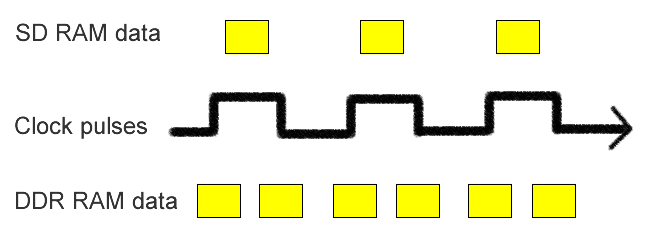 SD RAM data
Clock pulses
DDR RAM data